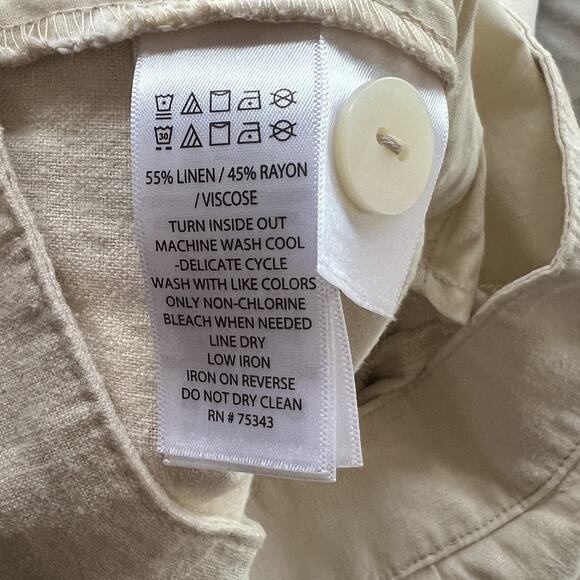 30
55% LINEN / 45% RAYON
/ VISCOSE
TURN INSIDE OUT
MACHINE WASH COOL
-DELICATE CYCLE
WASH WITH LIKE COLORS
ONLY NON-CHLORINE
BLEACH WHEN NEEDED
LINE DRY
LOW IRON
IRON ON REVERSE
DO NOT DRY CLEAN
RN # 75343